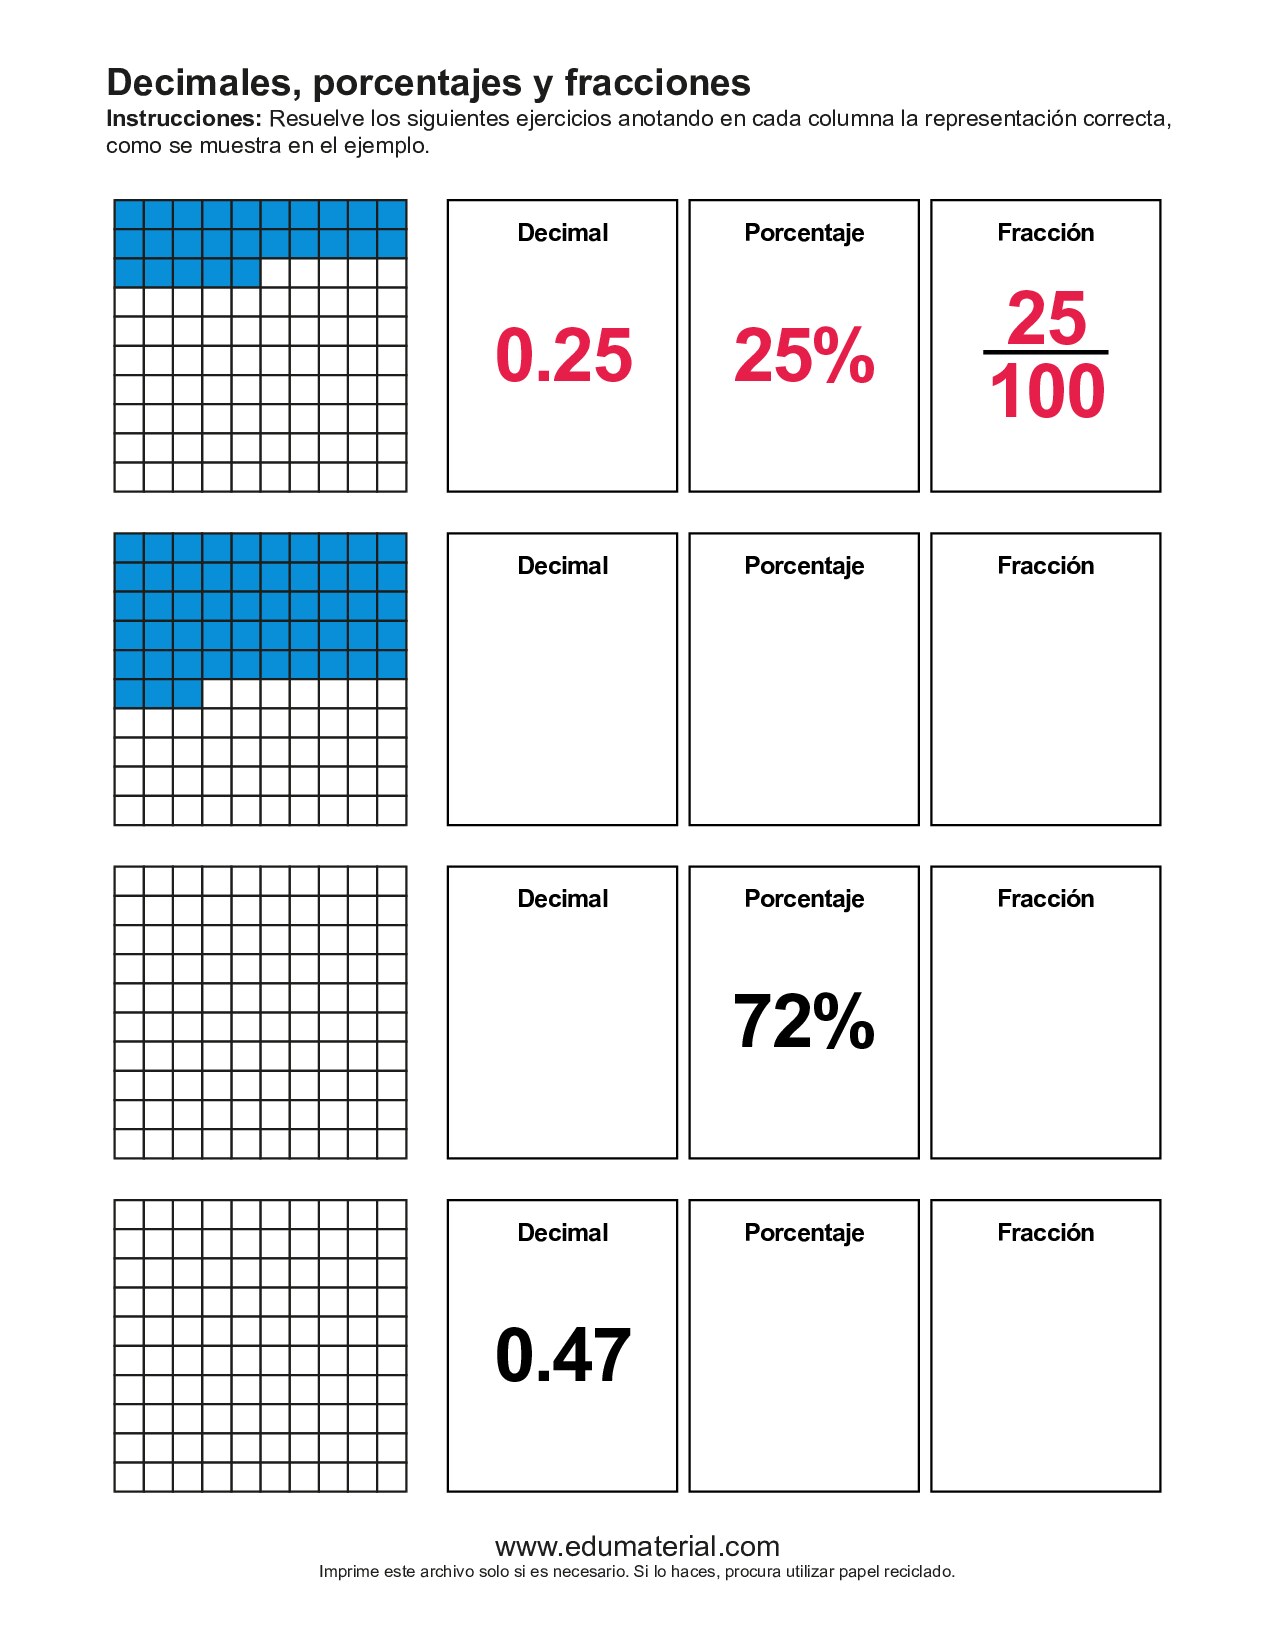 Decimales, porcentajes y fracciones
Instrucciones: Resuelve los siguientes ejercicios anotando en cada columna la representación correcta,
como se muestra en el ejemplo.
Decimal Porcentaje Fracción
0.25 25% 25
100
Decimal Porcentaje Fracción
Decimal Porcentaje Fracción
72%
Decimal Porcentaje Fracción
0.47
www.edumaterial.com
Imprime este archivo solo si es necesario. Si lo haces, procura utilizar papel reciclado.